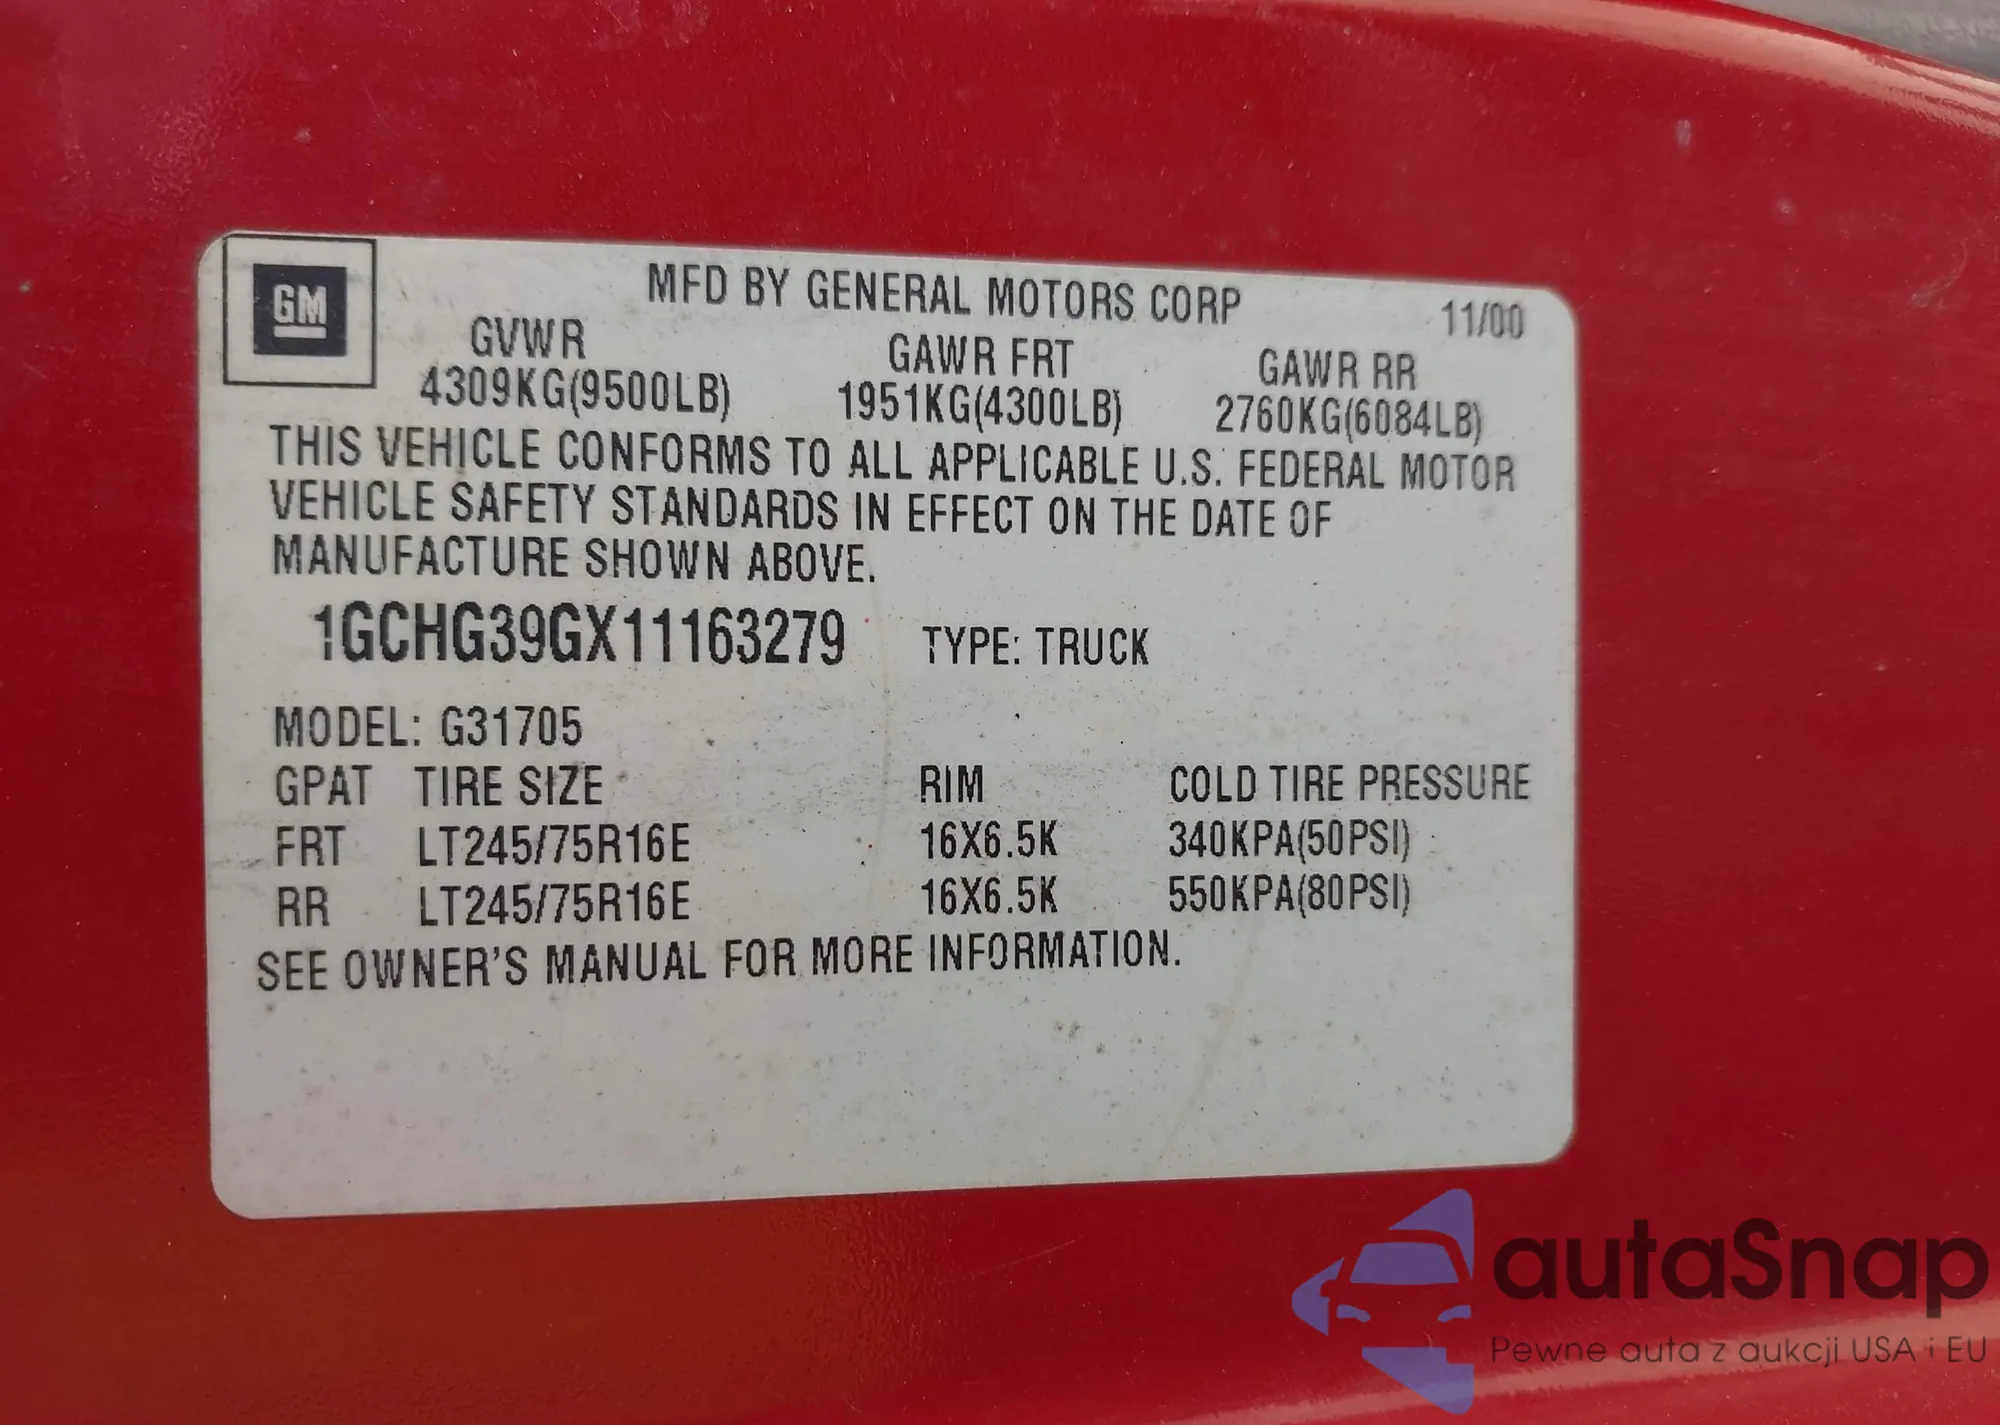 GM
MFD BY GENERAL MOTORS CORP 11/00
GVWR GAWR FRT GAWR RR
4309KG(9500LB) 1951KG(4300LB) 2760KG(6084LB)
THIS VEHICLE CONFORMS TO ALL APPLICABLE U.S. FEDERAL MOTOR
VEHICLE SAFETY STANDARDS IN EFFECT ON THE DATE OF
MANUFACTURE SHOWN ABOVE.
1GCHG39GX11163279 TYPE: TRUCK
MODEL: G31705
GPAT TIRE SIZE RIM COLD TIRE PRESSURE
FRT LT245/75R16E 16X6.5K 340KPA(50PSI)
RR LT245/75R16E 16X6.5K 550KPA(80PSI)
SEE OWNER'S MANUAL FOR MORE INFORMATION.
autaSnap
Pewne auta z aukcji USA i EU